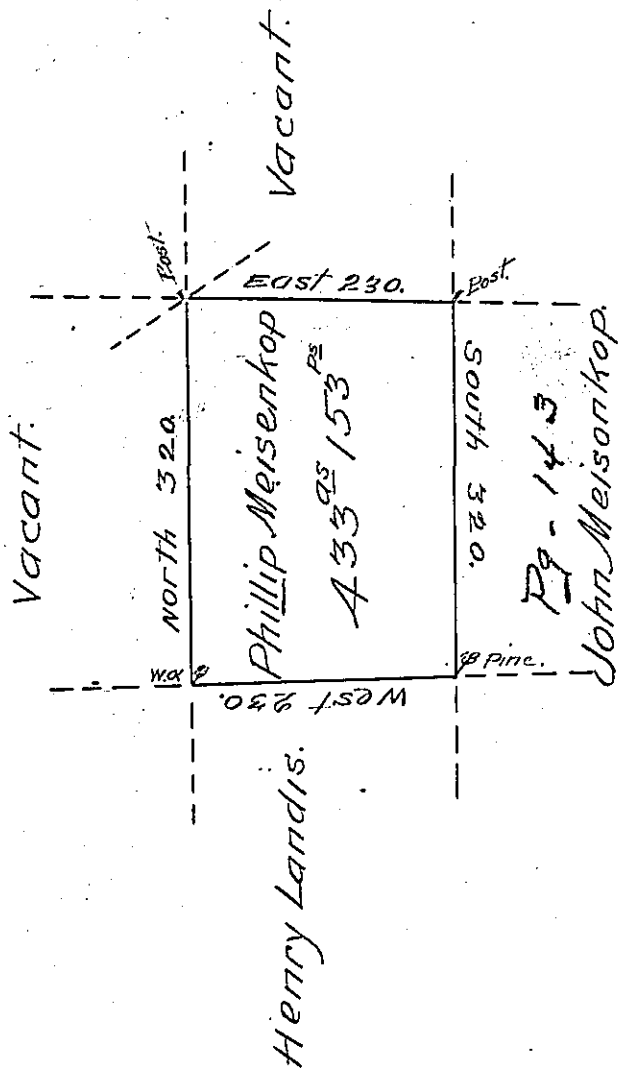 Vacant.
Vacant.
Post.
North 320.
East 230.
W.O.
Phillip Meisenkop
433 as 153 ps
Post.
South 320.
West 230.
Pine.
Henry Landis.
Pg - 143
John Meisonkop.